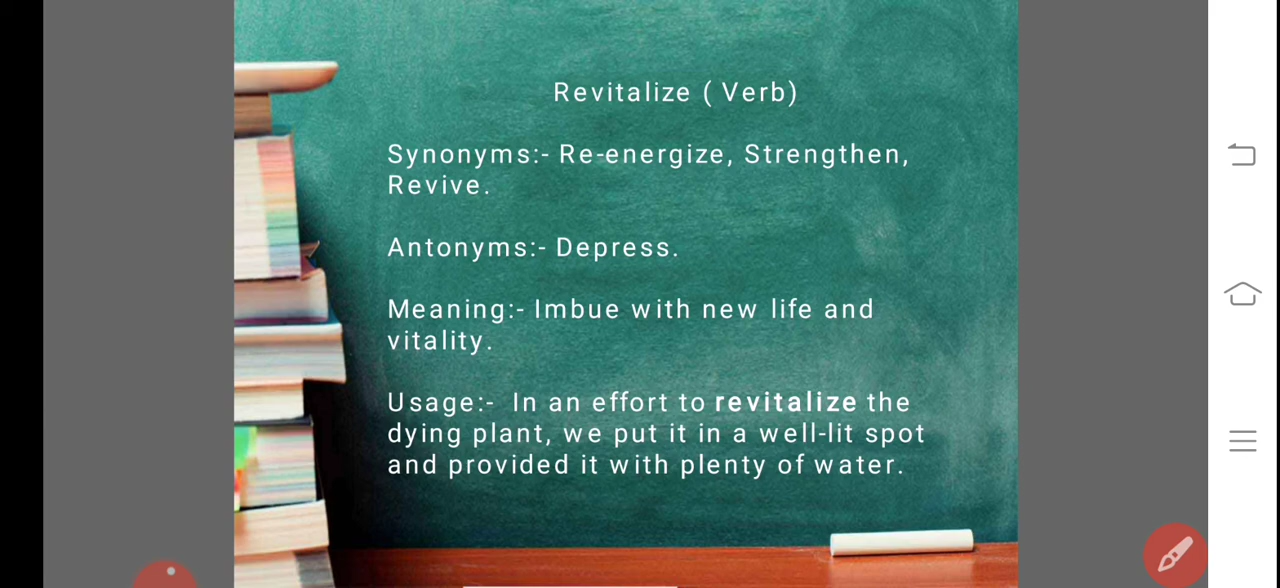 Revitalize ( Verb)
Synonyms:- Re-energize, Strengthen,
Revive.
Antonyms:- Depress.
Meaning:- Imbue with new life and
vitality.
Usage:- In an effort to revitalize the
dying plant, we put it in a well-lit spot
and provided it with plenty of water.